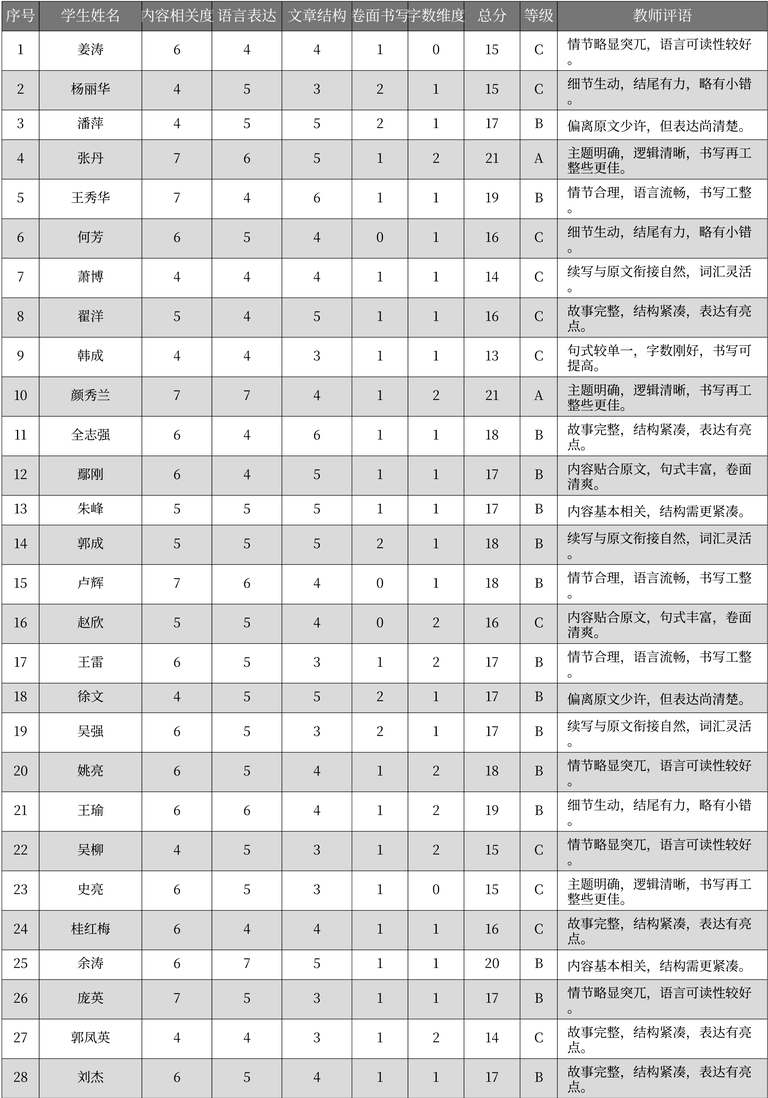 序号 学生姓名 内容相关度 语言表达 文章结构 卷面书写 字数维度 总分 等级 教师评语
1 姜涛 6 4 4 1 0 15 C 情节略显突兀，语言可读性较好。
2 杨丽华 4 5 3 2 1 15 C 细节生动，结尾有力，略有小错。
3 潘萍 4 5 5 2 1 17 B 偏离原文少许，但表达尚清楚。
4 张丹 7 6 5 1 2 21 A 主题明确，逻辑清晰，书写再工整些更佳。
5 王秀华 7 4 6 1 1 19 B 情节合理，语言流畅，书写工整。
6 何芳 6 5 4 0 1 16 C 细节生动，结尾有力，略有小错。
7 萧博 4 4 4 1 1 14 C 续写与原文衔接自然，词汇灵活。
8 翟洋 5 4 5 1 1 16 C 故事完整，结构紧凑，表达有亮点。
9 韩成 4 4 3 1 1 13 C 句式较单一，字数刚好，书写可提高。
10 颜秀兰 7 7 4 1 2 21 A 主题明确，逻辑清晰，书写再工整些更佳。
11 全志强 6 4 6 1 1 18 B 故事完整，结构紧凑，表达有亮点。
12 鄢刚 6 4 5 1 1 17 B 内容贴合原文，句式丰富，卷面清爽。
13 朱峰 5 5 5 1 1 17 B 内容基本相关，结构需更紧凑。
14 郭成 5 5 5 2 1 18 B 续写与原文衔接自然，词汇灵活。
15 卢辉 7 6 4 0 1 18 B 情节合理，语言流畅，书写工整。
16 赵欣 5 5 4 0 2 16 C 内容贴合原文，句式丰富，卷面清爽。
17 王雷 6 5 3 1 2 17 B 情节合理，语言流畅，书写工整。
18 徐文 4 5 5 2 1 17 B 偏离原文少许，但表达尚清楚。
19 吴强 6 5 3 2 1 17 B 续写与原文衔接自然，词汇灵活。
20 姚亮 6 5 4 1 2 18 B 情节略显突兀，语言可读性较好。
21 王瑜 6 6 4 1 2 19 B 细节生动，结尾有力，略有小错。
22 吴柳 4 5 3 1 2 15 C 情节略显突兀，语言可读性较好。
23 史亮 6 5 3 1 0 15 C 主题明确，逻辑清晰，书写再工整些更佳。
24 桂红梅 6 4 4 1 1 16 C 故事完整，结构紧凑，表达有亮点。
25 余涛 6 7 5 1 1 20 B 内容基本相关，结构需更紧凑。
26 庞英 7 5 3 1 1 17 B 情节略显突兀，语言可读性较好。
27 郭凤英 4 4 3 1 2 14 C 故事完整，结构紧凑，表达有亮点。
28 刘杰 6 5 4 1 1 17 B 故事完整，结构紧凑，表达有亮点。